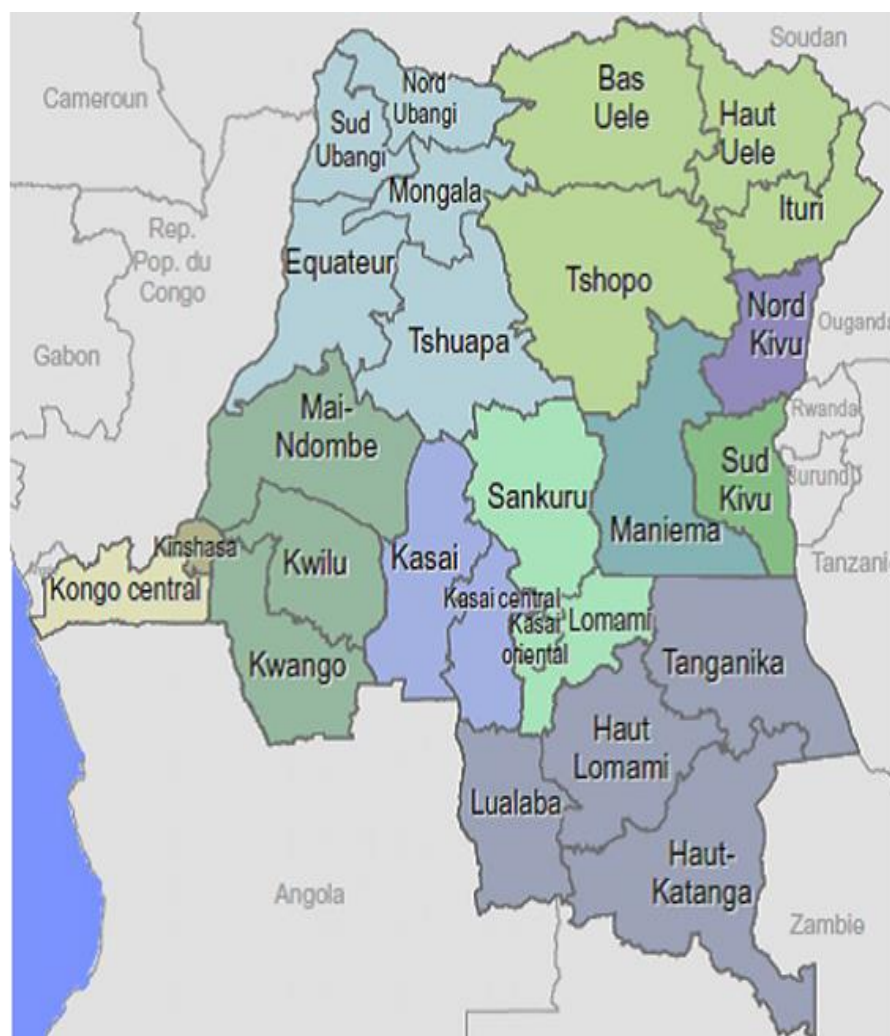 Soudan
Cameroun
Nord
Ubangi
Bas
Uele
Haut
Uele
Sud
Ubangi
Mongala
Ituri
Rep.
Pop. du
Congo
Equateur
Tshopo
Nord
Kivu
Ouganda
Gabon
Tshuapa
Mai-
Ndombe
Rwanda
Sankuru
Sud
Kivu
Burundi
Kinshasa
Kwilu
Kasai
Maniema
Tanzani
Kongo central
Kasai central
Kasai
oriental
Lomami
Kwango
Tanganika
Haut
Lomami
Lualaba
Haut-
Katanga
Angola
Zambie